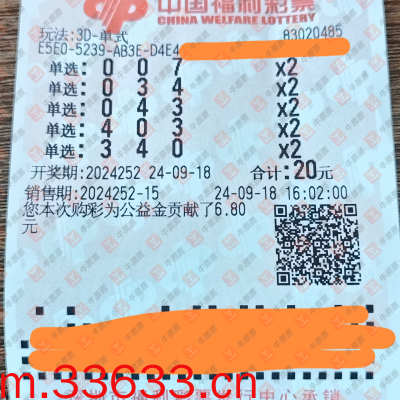 中国福利彩票
CHINA WELFARE LOTTERY
玩法:3D-单式 83020485
E5E0-5239-AB3E-D4E4
单选: 0 0 7 x2
单选: 0 3 4 x2
单选: 0 4 3 x2
单选: 4 0 3 x2
单选: 3 4 0 x2
开奖期:2024252 24-09-18 合计:20元
销售期:2024252-15 24-09-18 16:02:00
您本次购彩为公益金贡献了6.80
元
m.33633.cn
中心承销